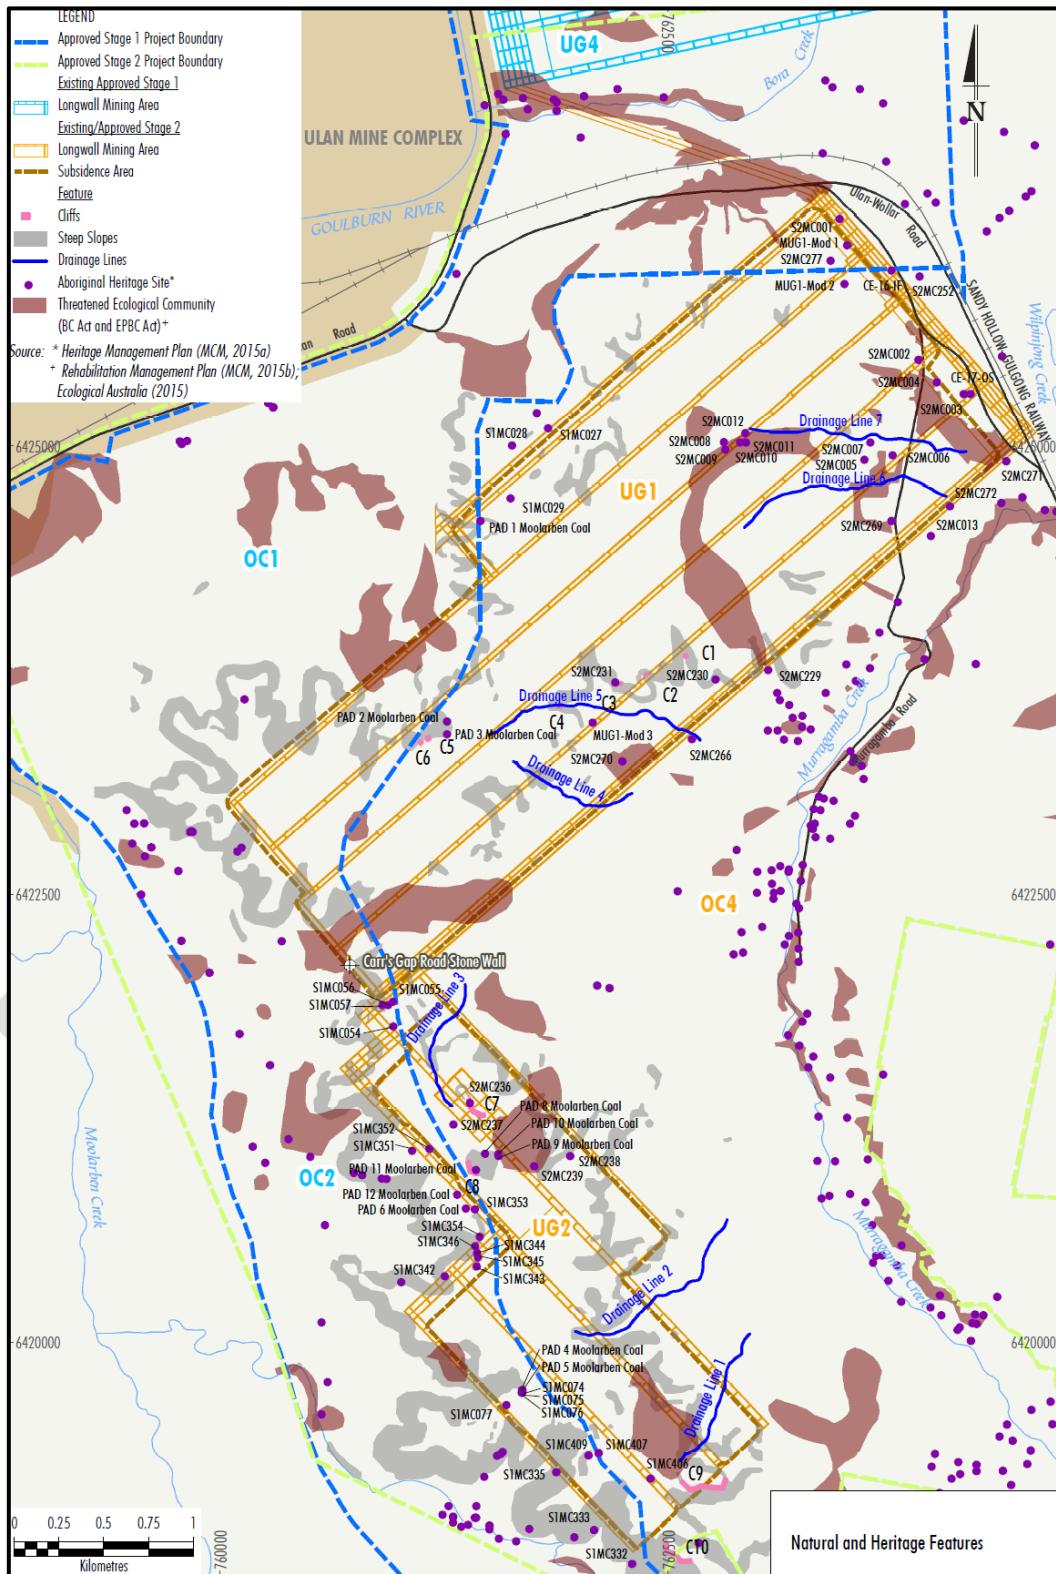 LEGEND
Approved Stage 1 Project Boundary
Approved Stage 2 Project Boundary
Existing Approved Stage 1
Longwall Mining Area
Existing/Approved Stage 2
Longwall Mining Area
Subsidence Area
Feature
Cliffs
Steep Slopes
Drainage Lines
Aboriginal Heritage Site*
Threatened Ecological Community
(BC Act and EPBC Act)+
Source: * Heritage Management Plan (MCM, 2015a)
+ Rehabilitation Management Plan (MCM, 2015b);
Ecological Australia (2015)
UG4
762500
Bora Creek
N
ULAN MINE COMPLEX
GOULBURN RIVER
Ulan-Wollar
Road
S2MC001
MUG1-Mod 1
S2MC277
MUG1-Mod 2
CE-16-IF
S2MC252
SANDY HOLLOW GULGONG RAILWAY
Wilpinjong Creek
Road
S2MC002
S2MC004
CE-17-OS
S2MC003
S1MC028
S1MC027
S2MC012
Drainage Line 7
S2MC008
S2MC011
S2MC007
S2MC009
S2MC010
S2MC005
S2MC006
6425000
6425000
S2MC271
UG1
Drainage Line 6
S2MC272
S1MC029
S2MC269
S2MC013
PAD 1 Moolarben Coal
OC1
C1
S2MC231
S2MC230
S2MC229
C2
Drainage Line 5
C3
PAD 2 Moolarben Coal
C4
PAD 3 Moolarben Coal
C5
MUG1-Mod 3
C6
S2MC266
S2MC270
Drainage Line 4
Murragamba Creek
Murragamba Road
6422500
6422500
OC4
Carr's Gap Road Stone Wall
S1MC056
S1MC055
S1MC057
S1MC054
Drainage Line 3
S2MC236
C7
PAD 8 Moolarben Coal
S2MC237
PAD 10 Moolarben Coal
S1MC352
PAD 9 Moolarben Coal
S1MC351
S2MC238
PAD 11 Moolarben Coal
S2MC239
OC2
C8
PAD 12 Moolarben Coal
PAD 6 Moolarben Coal
S1MC353
Moolarben Creek
S1MC354
UG2
S1MC346
S1MC344
S1MC345
S1MC342
S1MC343
Drainage Line 2
Murragamba Creek
6420000
6420000
PAD 4 Moolarben Coal
PAD 5 Moolarben Coal
S1MC074
S1MC075
S1MC076
S1MC077
Drainage Line 1
S1MC409
S1MC407
S1MC406
S1MC335
C9
S1MC333
S1MC332
C10
0 0.25 0.5 0.75 1
Kilometres
760000
762500
Natural and Heritage Features